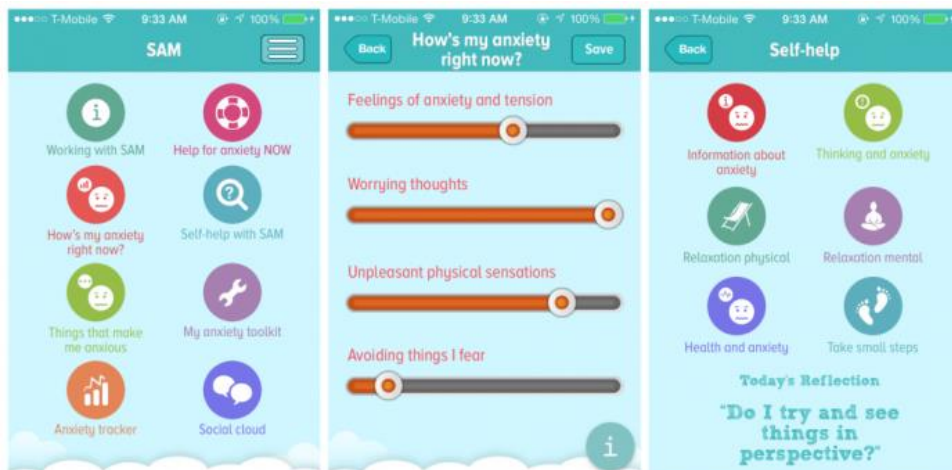 T-Mobile 9:33 AM 100%
SAM
Working with SAM
Help for anxiety NOW
How's my anxiety
right now?
Self-help with SAM
Things that make
me anxious
My anxiety toolkit
Anxiety tracker
Social cloud
T-Mobile 9:33 AM 100%
Back
How's my anxiety
right now?
Save
Feelings of anxiety and tension
Worrying thoughts
Unpleasant physical sensations
Avoiding things I fear
i
T-Mobile 9:33 AM 100%
Back
Self-help
Information about
anxiety
Thinking and anxiety
Relaxation physical
Relaxation mental
Health and anxiety
Take small steps
Today's Reflection
"Do I try and see
things in
perspective?"